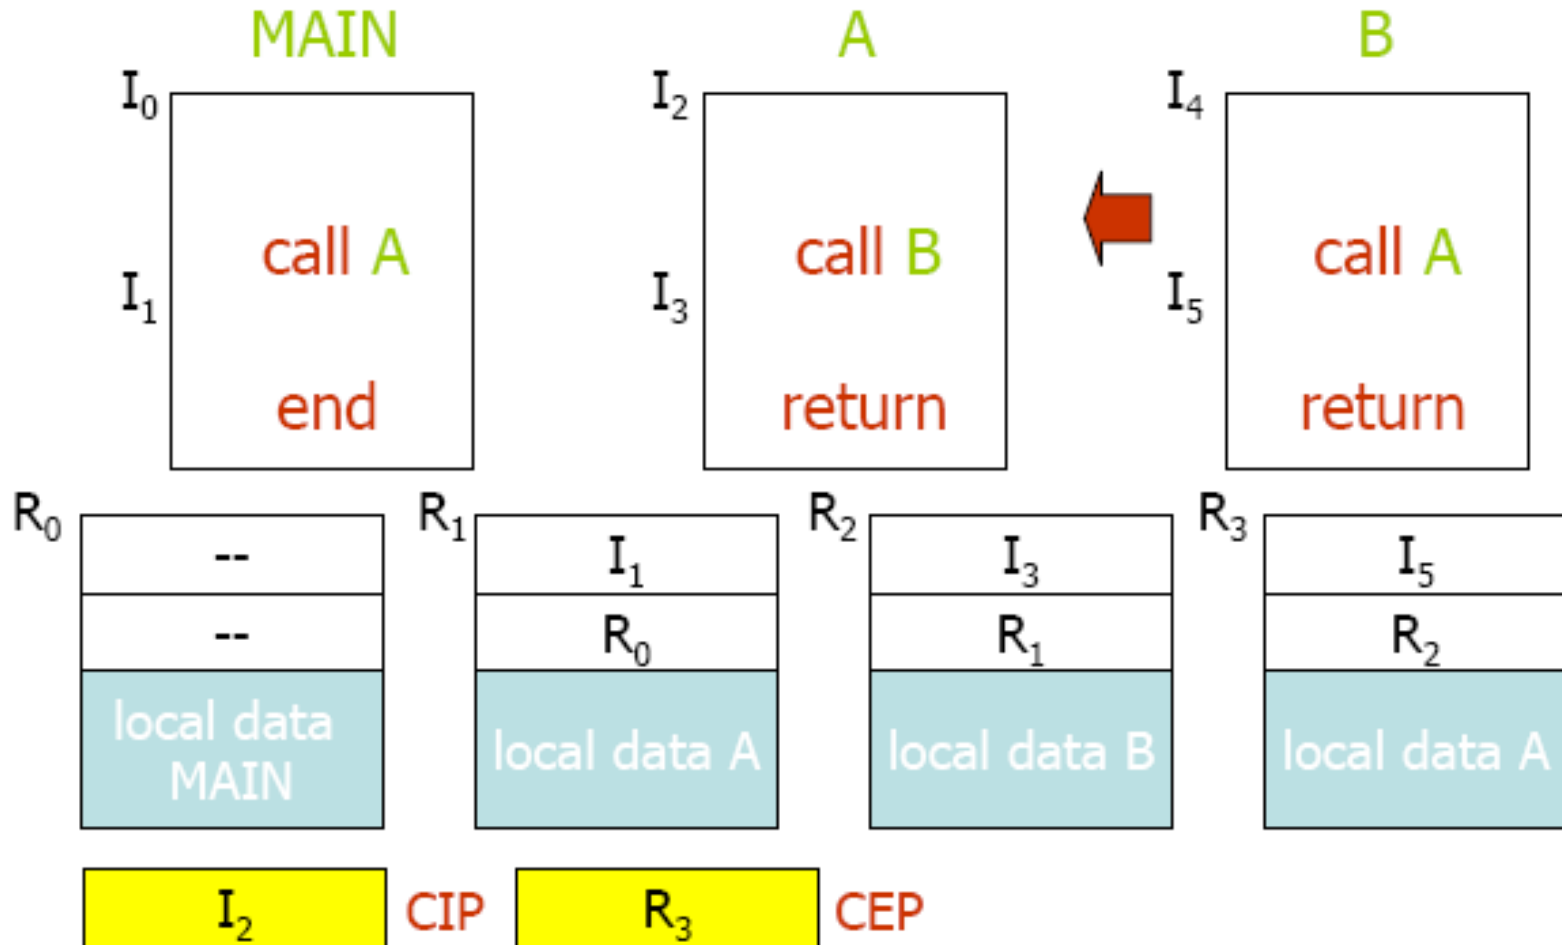 MAIN A B
I₀ I₂ I₄
call A call B call A
I₁ I₃ I₅
end return return
R₀ R₁ R₂ R₃
-- I₁ I₃ I₅
-- R₀ R₁ R₂
local data MAIN local data A local data B local data A
I₂ CIP R₃ CEP